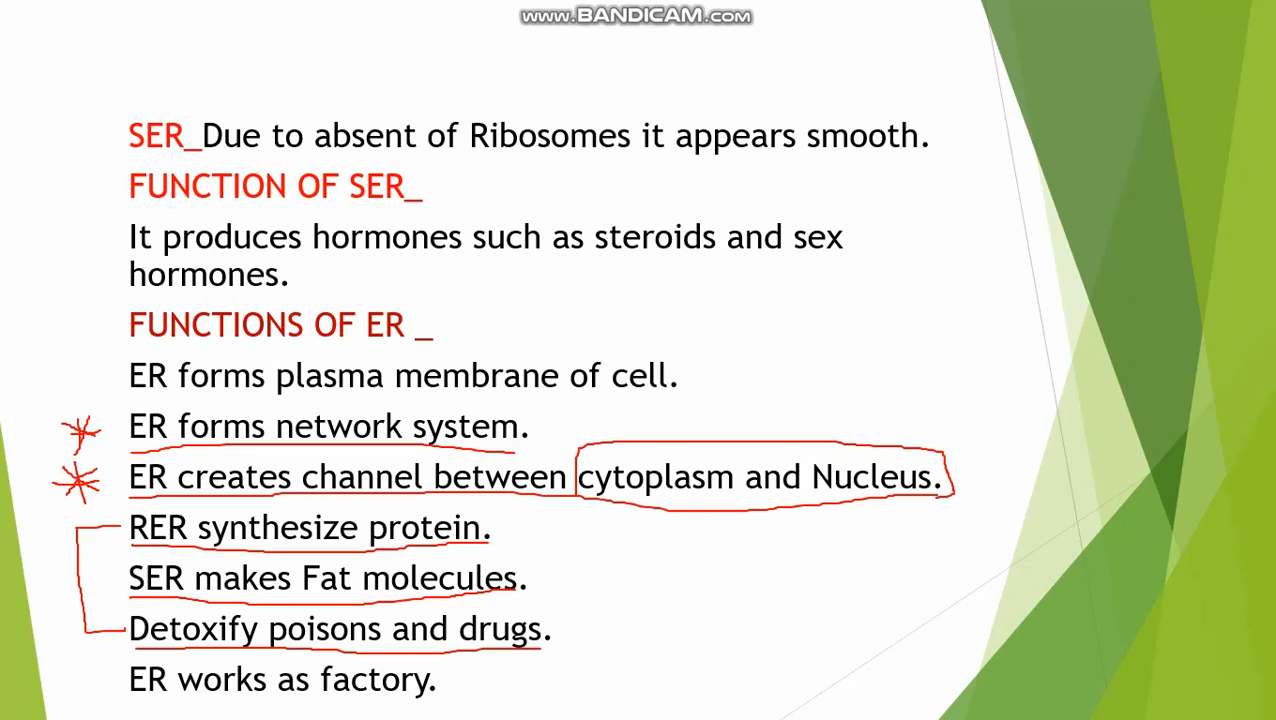 www.BANDICAM.com
SER_Due to absent of Ribosomes it appears smooth.
FUNCTION OF SER_
It produces hormones such as steroids and sex
hormones.
FUNCTIONS OF ER _
ER forms plasma membrane of cell.
ER forms network system.
ER creates channel between cytoplasm and Nucleus.
RER synthesize protein.
SER makes Fat molecules.
Detoxify poisons and drugs.
ER works as factory.